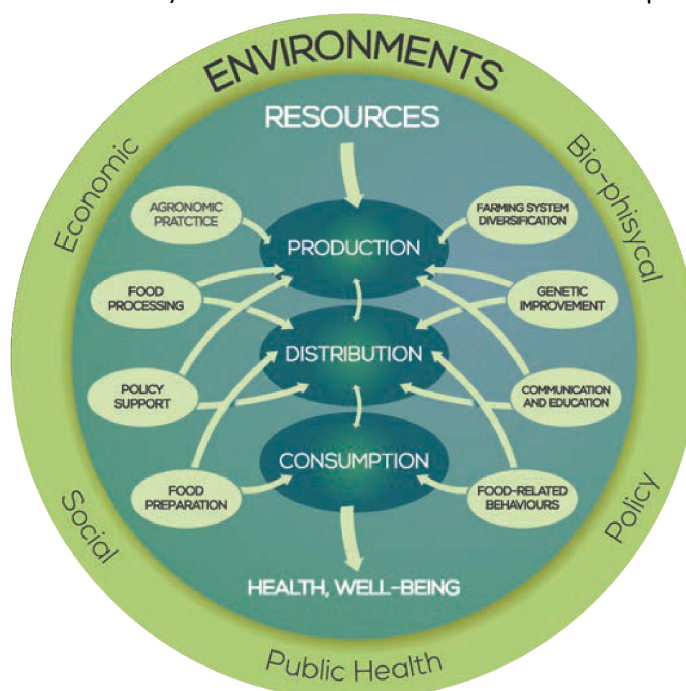 ENVIRONMENTS
Economic
Bio-phisycal
RESOURCES
AGRONOMIC
PRATCTICE
FARMING SYSTEM
DIVERSIFICATION
PRODUCTION
FOOD
PROCESSING
GENETIC
IMPROVEMENT
DISTRIBUTION
POLICY
SUPPORT
COMMUNICATION
AND EDUCATION
CONSUMPTION
FOOD
PREPARATION
FOOD-RELATED
BEHAVIOURS
Social
Policy
HEALTH, WELL-BEING
Public Health